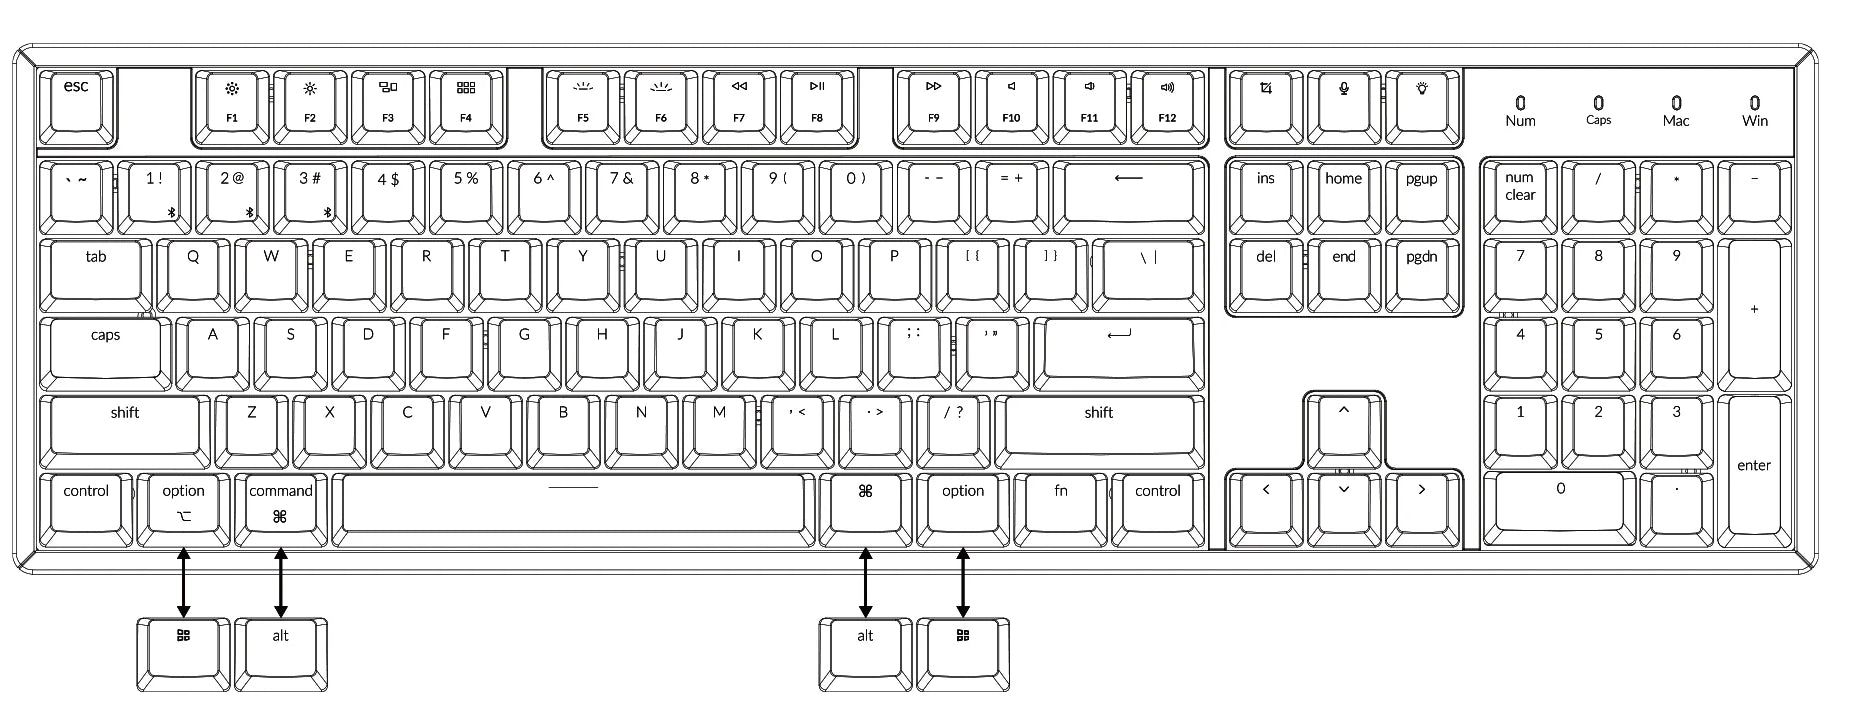 esc F1 F2 F3 F4 F5 F6 F7 F8 F9 F10 F11 F12 Num Caps Mac Win
` ~ 1 ! 2 @ 3 # 4 $ 5 % 6 ^ 7 & 8 * 9 ( 0 ) - - = + ← ins home pgup num clear / * -
tab Q W E R T Y U I O P [ { ] } \ | del end pgdn 7 8 9 +
caps A S D F G H J K L ; : ' " 4 5 6
shift Z X C V B N M , < . > / ? shift ^ 1 2 3 enter
control option ⌥ command ⌘ ⌘ option fn control < ⌄ > 0 .
alt alt